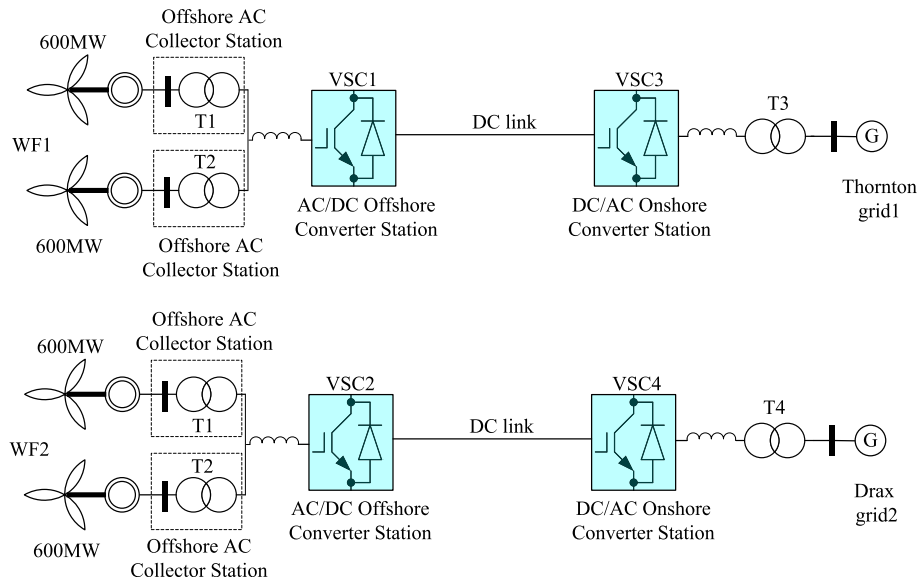 Offshore AC
Collector Station
600MW
T1
WF1
T2
600MW
Offshore AC
Collector Station
VSC1
AC/DC Offshore
Converter Station
DC link
VSC3
DC/AC Onshore
Converter Station
T3
G
Thornton
grid1
Offshore AC
Collector Station
600MW
T1
WF2
T2
600MW
Offshore AC
Collector Station
VSC2
AC/DC Offshore
Converter Station
DC link
VSC4
DC/AC Onshore
Converter Station
T4
G
Drax
grid2